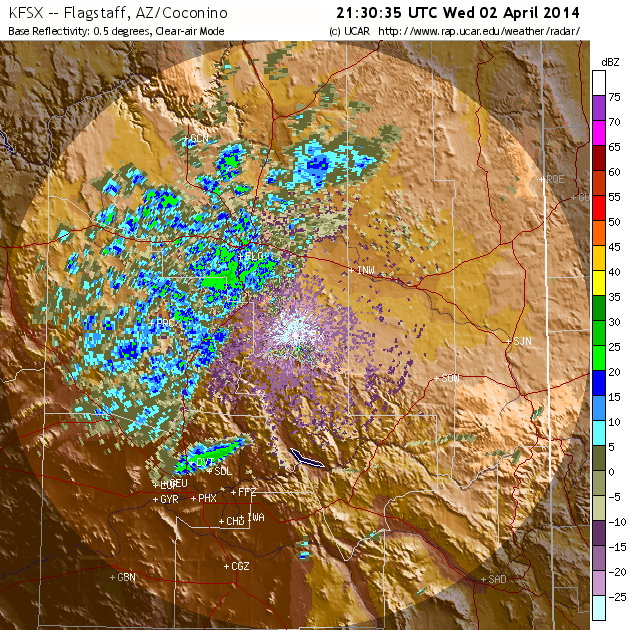 KFSX -- Flagstaff, AZ/Coconino 21:30:35 UTC Wed 02 April 2014
Base Reflectivity: 0.5 degrees, Clear-air Mode (c) UCAR http://www.rap.ucar.edu/weather/radar/
dBZ
75
70
65
60
55
50
45
40
35
30
25
20
15
10
5
0
-5
-10
-15
-20
-25
+GCN
+RQE
+FLG
+INW
+SJN
+SOW
+DVT
+SDL
+GYR
+PHX
+FFZ
+CHD
+IWA
+CGZ
+GBN
+SAD